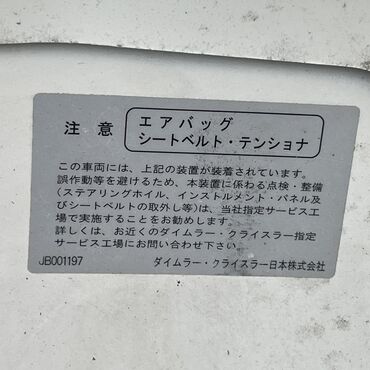 注 意
エアバッグ
シートベルト・テンショナ
この車両には、上記の装置が装着されています。
誤作動等を避けるため、本装置に係わる点検・整備
(ステアリングホイル、インストルメント・パネル及
びシートベルトの取外し等)は、当社指定サービス工
場で実施することをお勧めします。
詳しくは、お近くのダイムラー・クライスラー指定
サービス工場にお問い合わせ下さい。
JB001197 ダイムラー・クライスラー日本株式会社